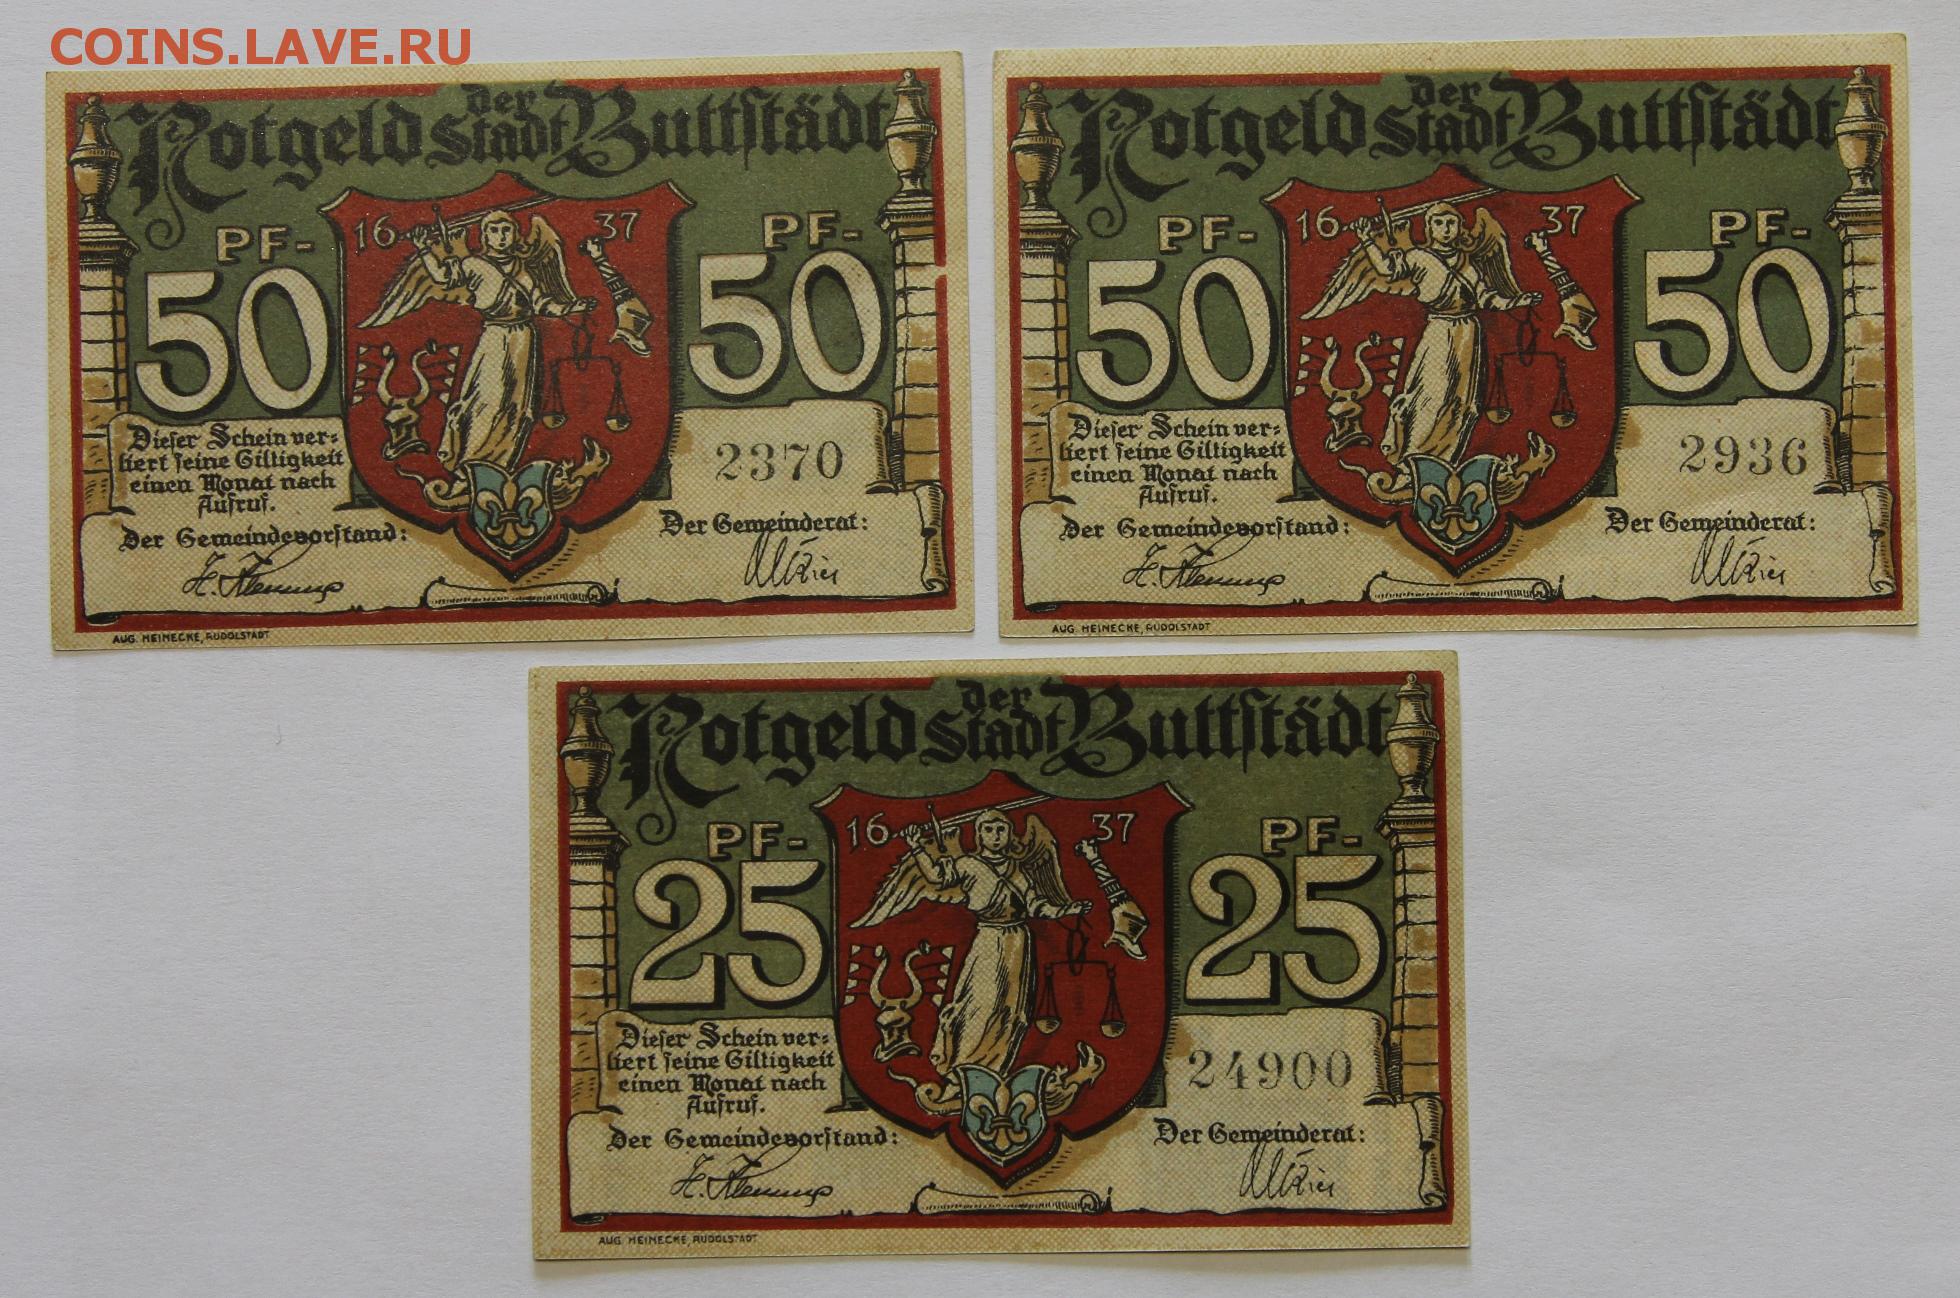 COINS.LAVE.RU
Notgeld der Stadt Buttstädt
PF- 16 37 PF-
50 50
Dieser Schein ver=
liert seine Giltigkeit
einen Monat nach
Aufruf.
2370
Der Gemeindevorstand: Der Gemeinderat:
AUG. HEINECKE, RUDOLSTADT
Notgeld der Stadt Buttstädt
PF- 16 37 PF-
50 50
Dieser Schein ver=
liert seine Giltigkeit
einen Monat nach
Aufruf.
2936
Der Gemeindevorstand: Der Gemeinderat:
AUG. HEINECKE, RUDOLSTADT
Notgeld der Stadt Buttstädt
PF- 16 37 PF-
25 25
Dieser Schein ver=
liert seine Giltigkeit
einen Monat nach
Aufruf.
24900
Der Gemeindevorstand: Der Gemeinderat:
AUG. HEINECKE, RUDOLSTADT